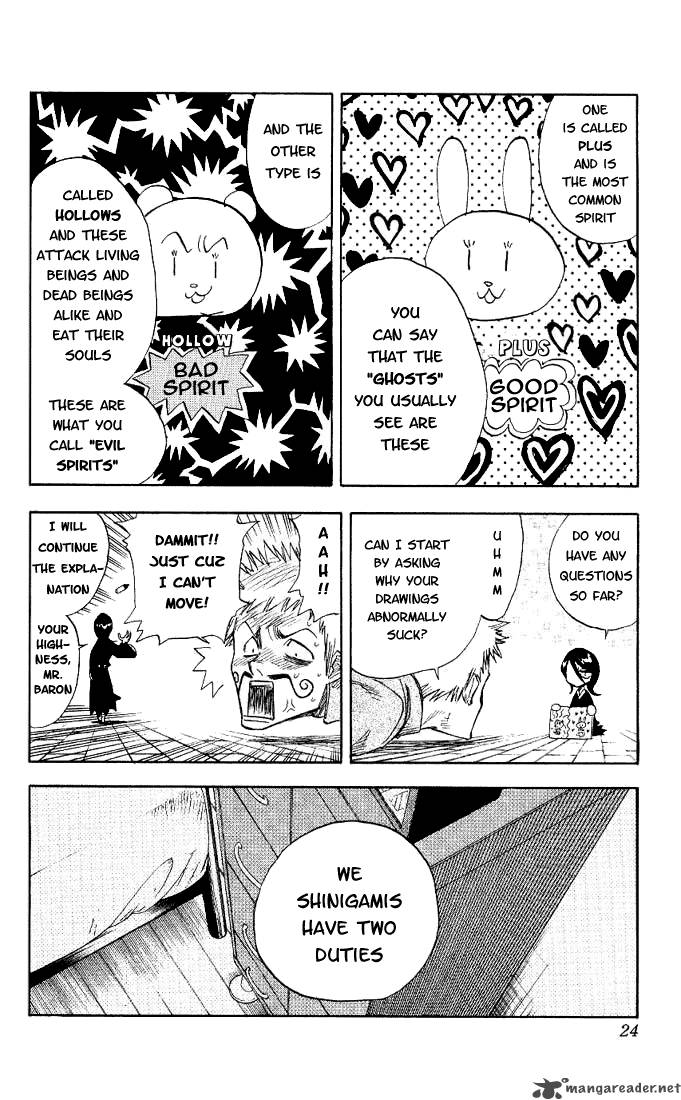 ONE
IS CALLED
PLUS
AND IS
THE MOST
COMMON
SPIRIT
YOU
CAN SAY
THAT THE
"GHOSTS"
YOU USUALLY
SEE ARE
THESE
PLUS
GOOD
SPIRIT
AND THE
OTHER
TYPE IS
CALLED
HOLLOWS
AND THESE
ATTACK LIVING
BEINGS AND
DEAD BEINGS
ALIKE AND
EAT THEIR
SOULS
THESE ARE
WHAT YOU
CALL "EVIL
SPIRITS"
HOLLOW
BAD
SPIRIT
DO YOU
HAVE ANY
QUESTIONS
SO FAR?
UHMM
CAN I START
BY ASKING
WHY YOUR
DRAWINGS
ABNORMALLY
SUCK?
AAH!!
DAMMIT!!
JUST CUZ
I CAN'T
MOVE!
I WILL
CONTINUE
THE EXPLA-
NATION
YOUR
HIGH-
NESS,
MR.
BARON
WE
SHINIGAMIS
HAVE TWO
DUTIES
24
mangareader.net